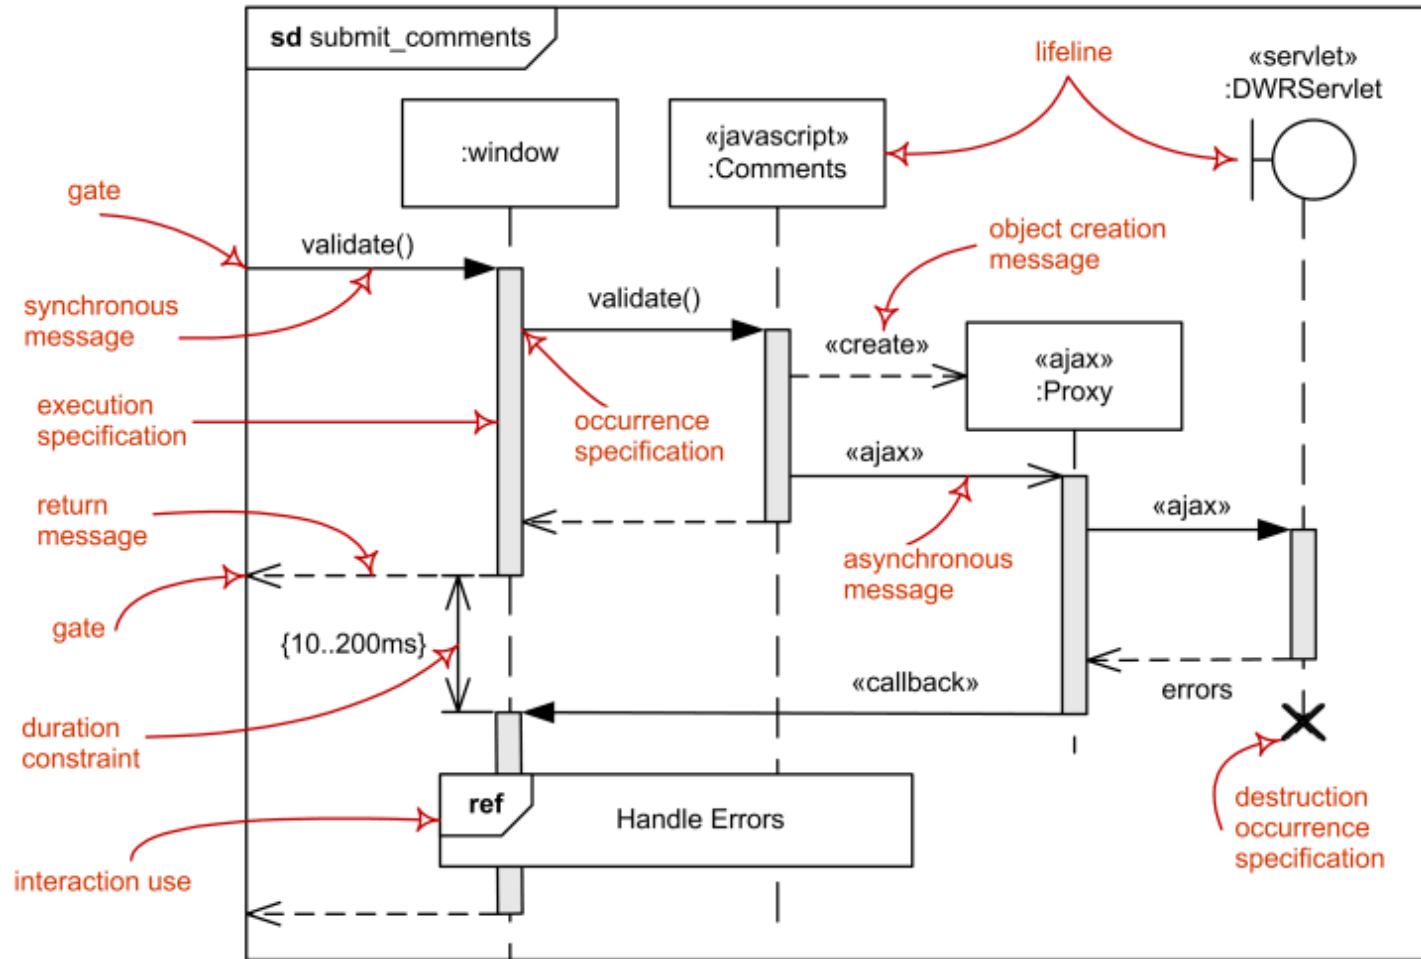 sd submit_comments
lifeline
«servlet»
:DWRServlet
:window
«javascript»
:Comments
gate
validate()
object creation
message
synchronous
message
validate()
«create»
«ajax»
:Proxy
execution
specification
occurrence
specification
«ajax»
return
message
«ajax»
asynchronous
message
gate
{10..200ms}
«callback»
errors
duration
constraint
ref
Handle Errors
destruction
occurrence
specification
interaction use